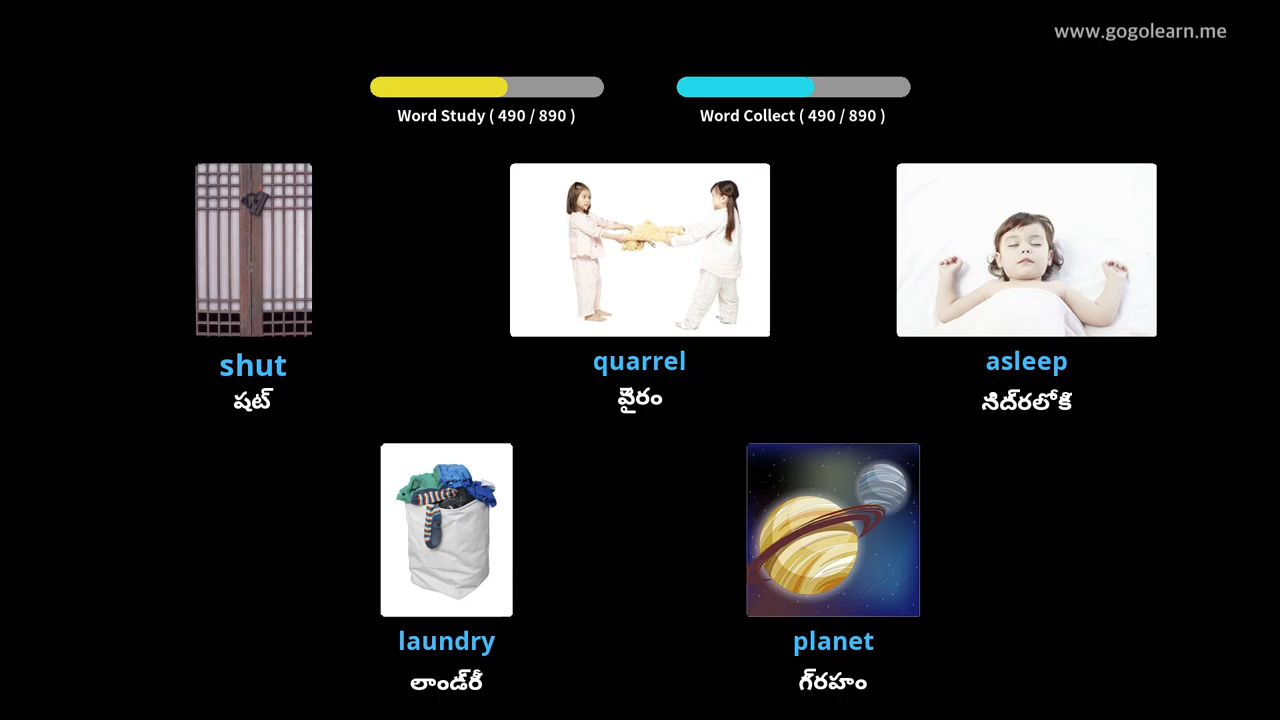 www.gogolearn.me
Word Study ( 490 / 890 )
Word Collect ( 490 / 890 )
shut
షట్
quarrel
వైరం
asleep
నిద్రలోకి
laundry
లాండ్రీ
planet
గ్రహం